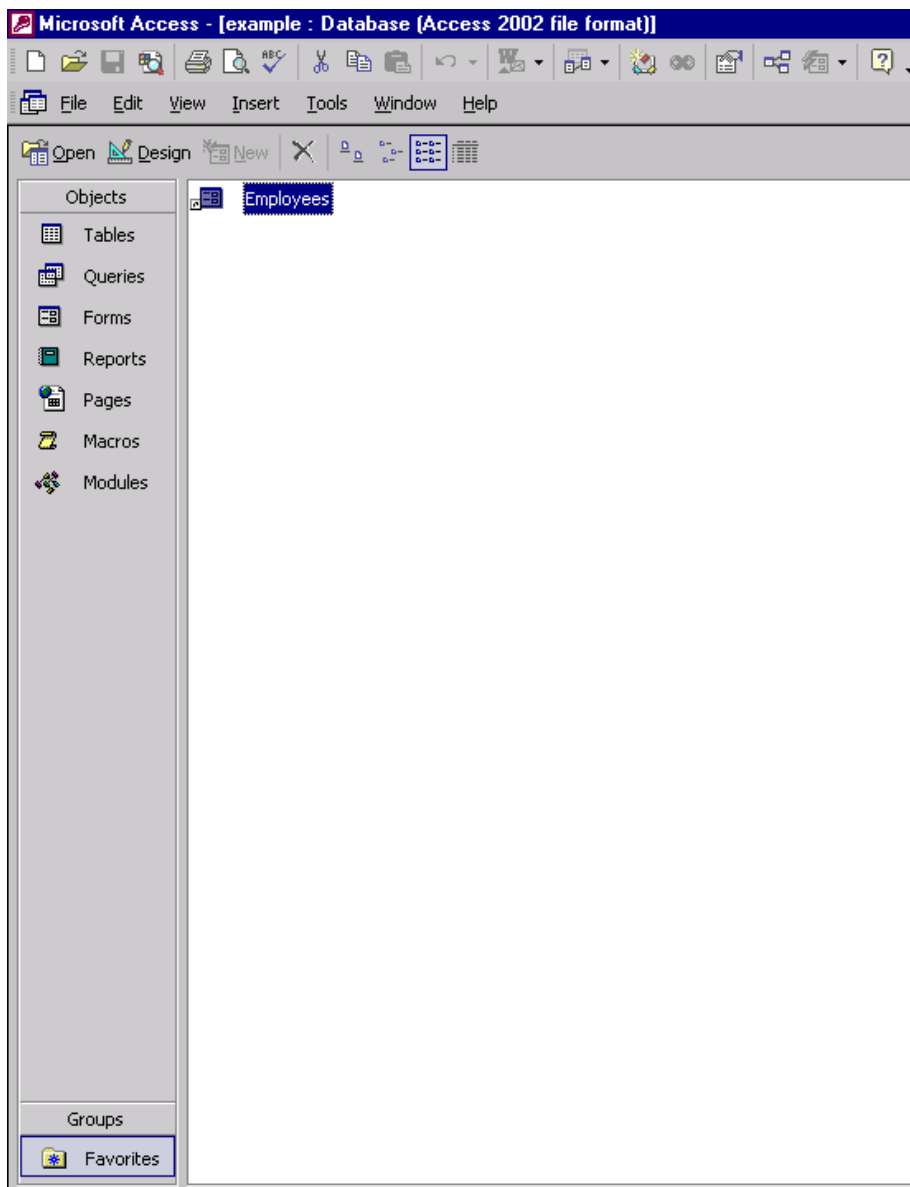 Microsoft Access - [example : Database (Access 2002 file format)]
ABC W ?
File Edit View Insert Tools Window Help
Open Design New
Objects
Employees
Tables
Queries
Forms
Reports
Pages
Macros
Modules
Groups
Favorites